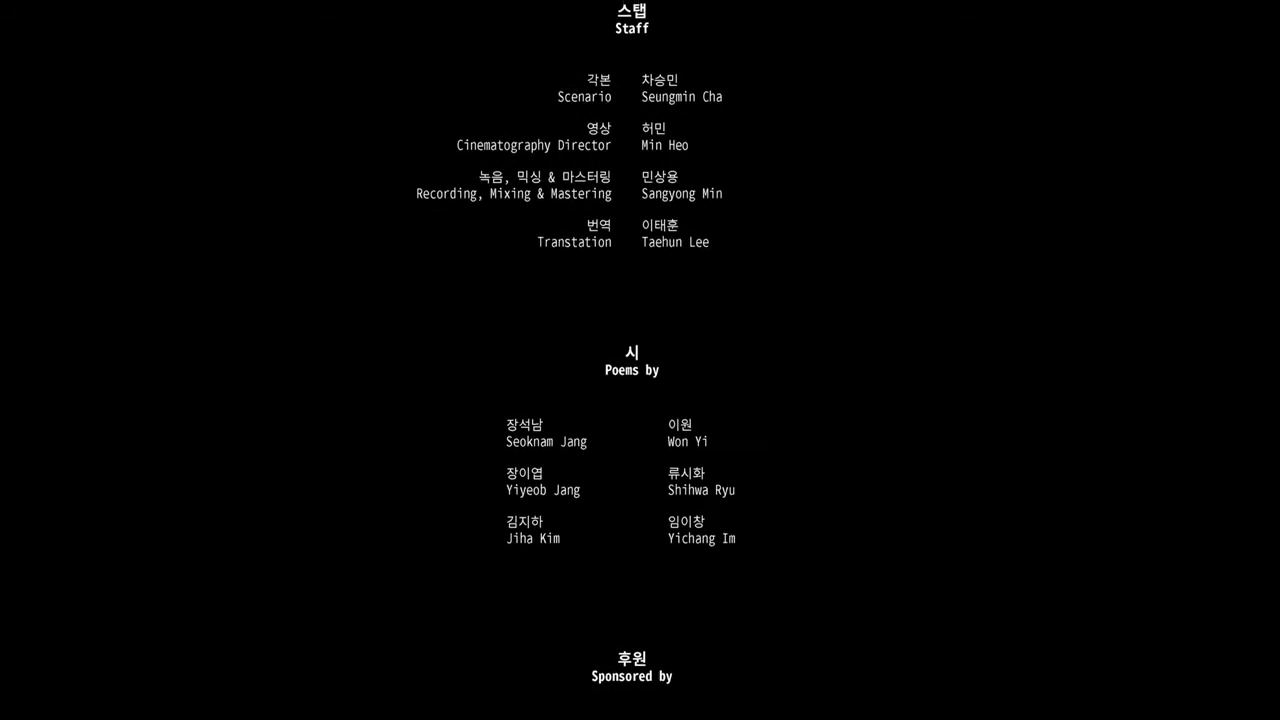 스탭
Staff
각본 차승민
Scenario Seungmin Cha
영상 허민
Cinematography Director Min Heo
녹음, 믹싱 & 마스터링 민상용
Recording, Mixing & Mastering Sangyong Min
번역 이태훈
Transtation Taehun Lee
시
Poems by
장석남 이원
Seoknam Jang Won Yi
장이엽 류시화
Yiyeob Jang Shihwa Ryu
김지하 임이창
Jiha Kim Yichang Im
후원
Sponsored by